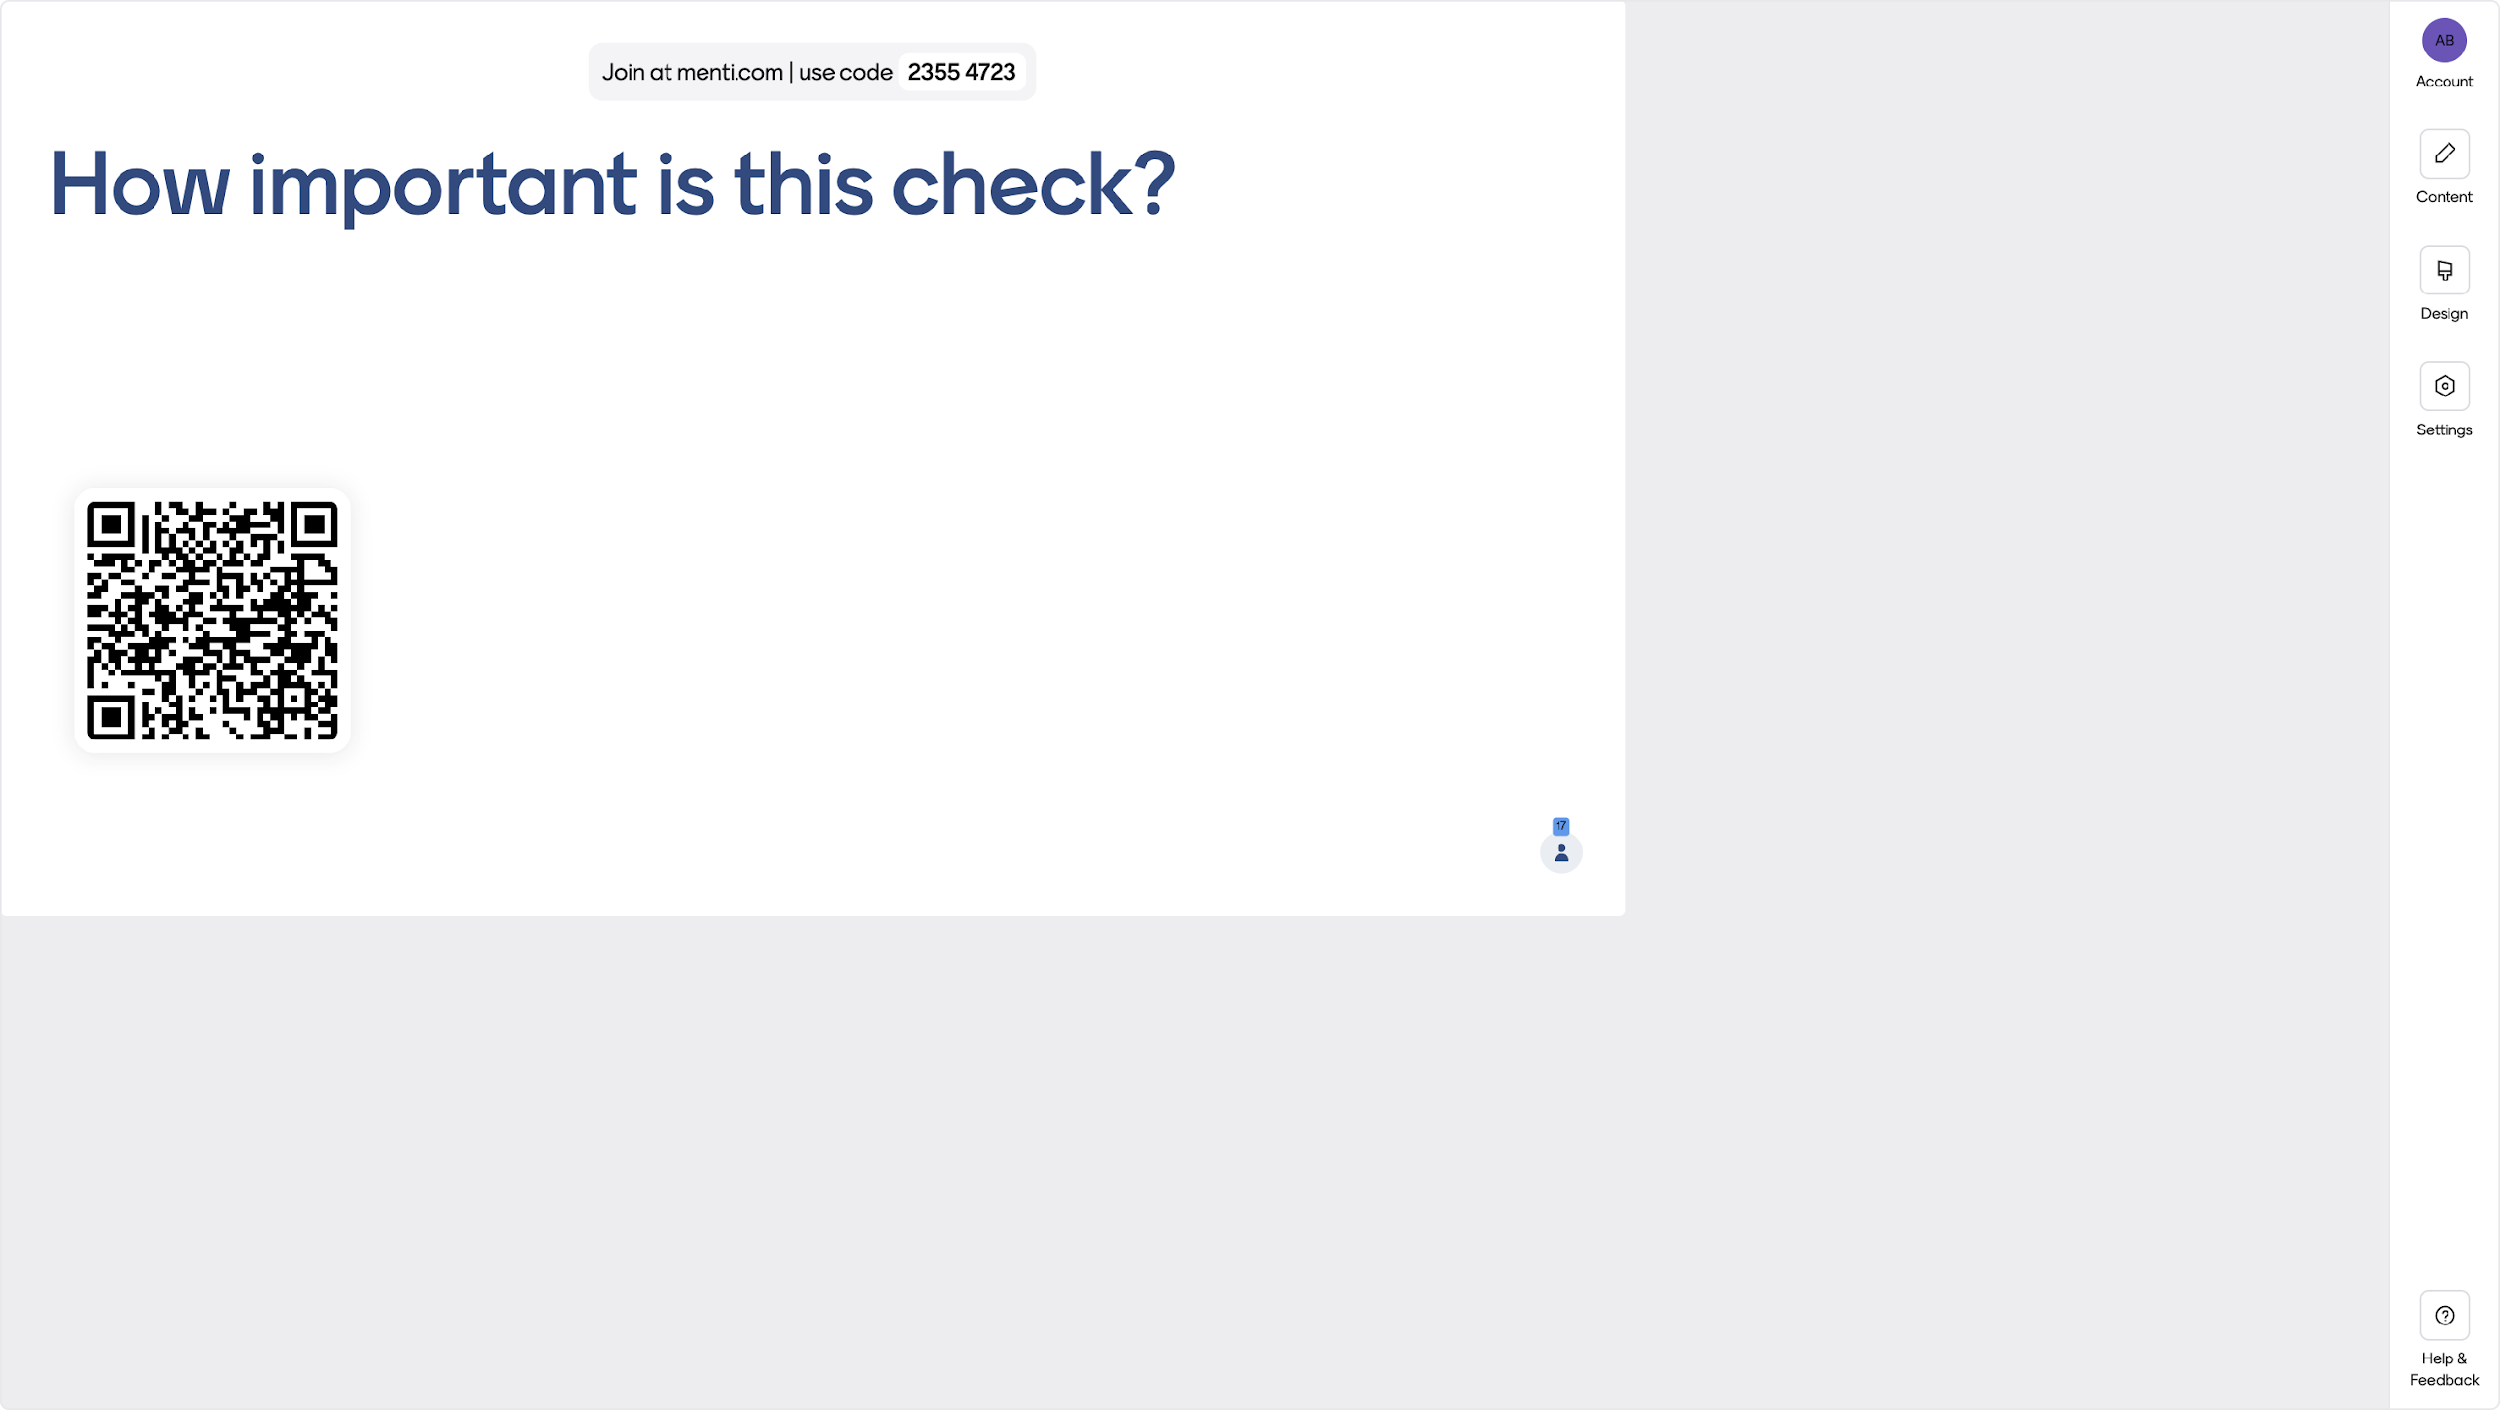 Join at menti.com | use code 2355 4723
How important is this check?
17
AB
Account
Content
Design
Settings
Help &
Feedback